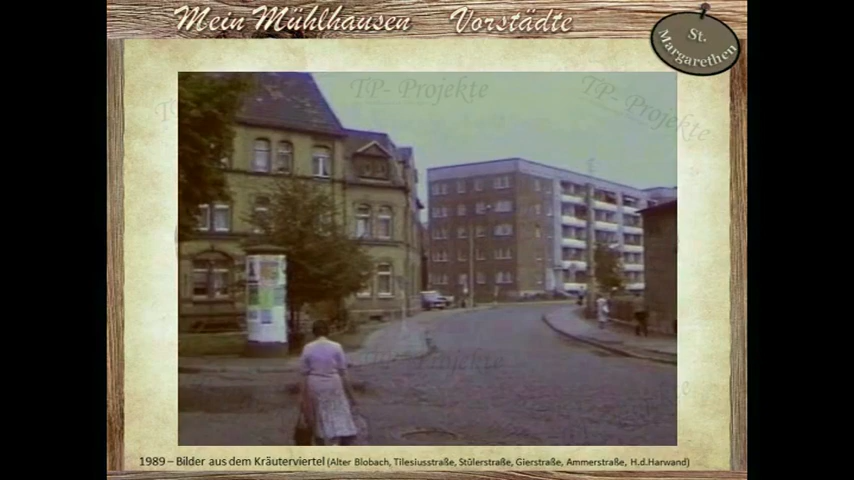 Mein Mühlhausen Vorstädte
St. Margarethen
TP- Projekte
TP- Projekte
Projekte
1989 – Bilder aus dem Kräuterviertel (Alter Blobach, Tilesiusstraße, Stülerstraße, Gierstraße, Ammerstraße, H.d.Harwand)